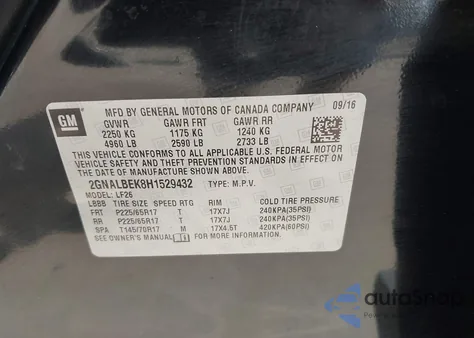 GM
MFD BY GENERAL MOTORS OF CANADA COMPANY 09/16
GVWR GAWR FRT GAWR RR
2250 KG 1175 KG 1240 KG
4960 LB 2590 LB 2733 LB
THIS VEHICLE CONFORMS TO ALL APPLICABLE U.S. FEDERAL MOTOR
VEHICLE SAFETY AND THEFT PREVENTION STANDARDS IN EFFECT ON
THE DATE OF MANUFACTURE SHOWN ABOVE.
2GNALBEK8H1529432 TYPE: M.P.V.
MODEL: LF26
LBBB TIRE SIZE SPEED RTG RIM COLD TIRE PRESSURE
FRT P225/65R17 T 17X7J 240KPA(35PSI)
RR P225/65R17 T 17X7J 240KPA(35PSI)
SPA T145/70R17 M 17X4.5T 420KPA(60PSI)
SEE OWNER'S MANUAL
autoSnap